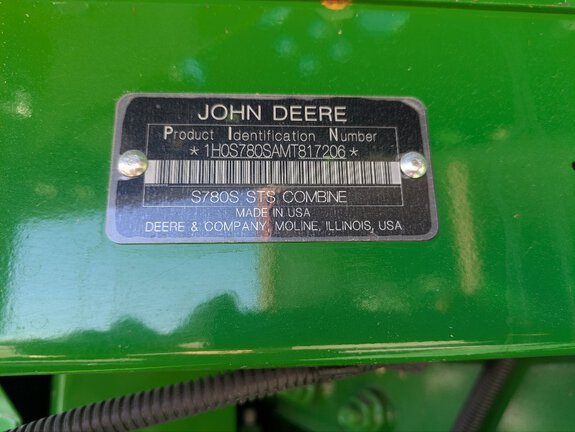 JOHN DEERE
Product Identification Number
*1H0S780SAMT817206*
S780S STS COMBINE
MADE IN USA
DEERE & COMPANY, MOLINE, ILLINOIS, USA